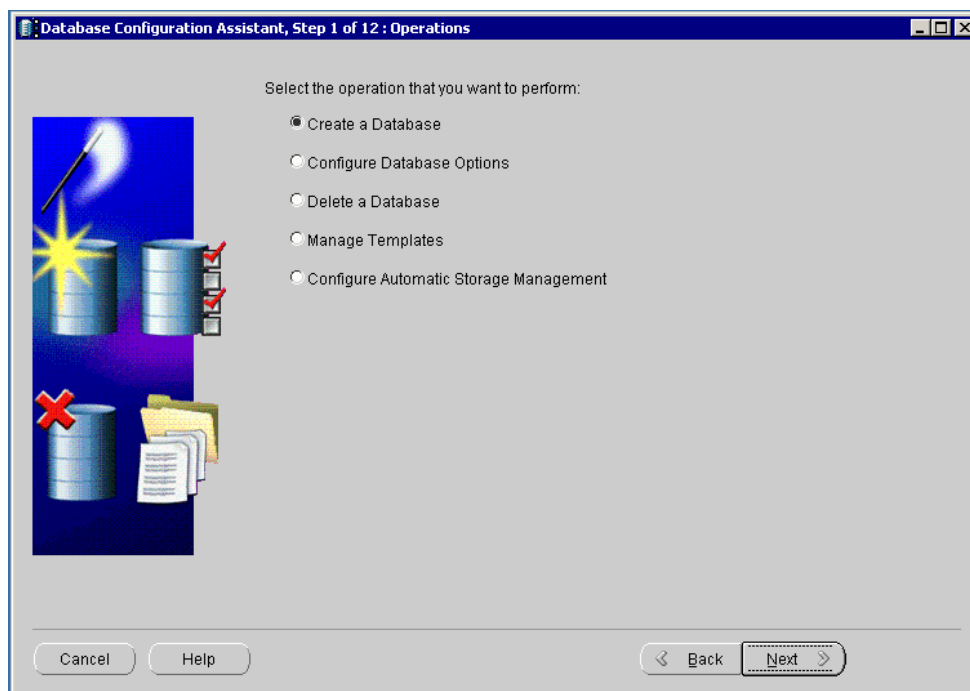 Database Configuration Assistant, Step 1 of 12 : Operations
Select the operation that you want to perform:
Create a Database
Configure Database Options
Delete a Database
Manage Templates
Configure Automatic Storage Management
Cancel
Help
Back
Next